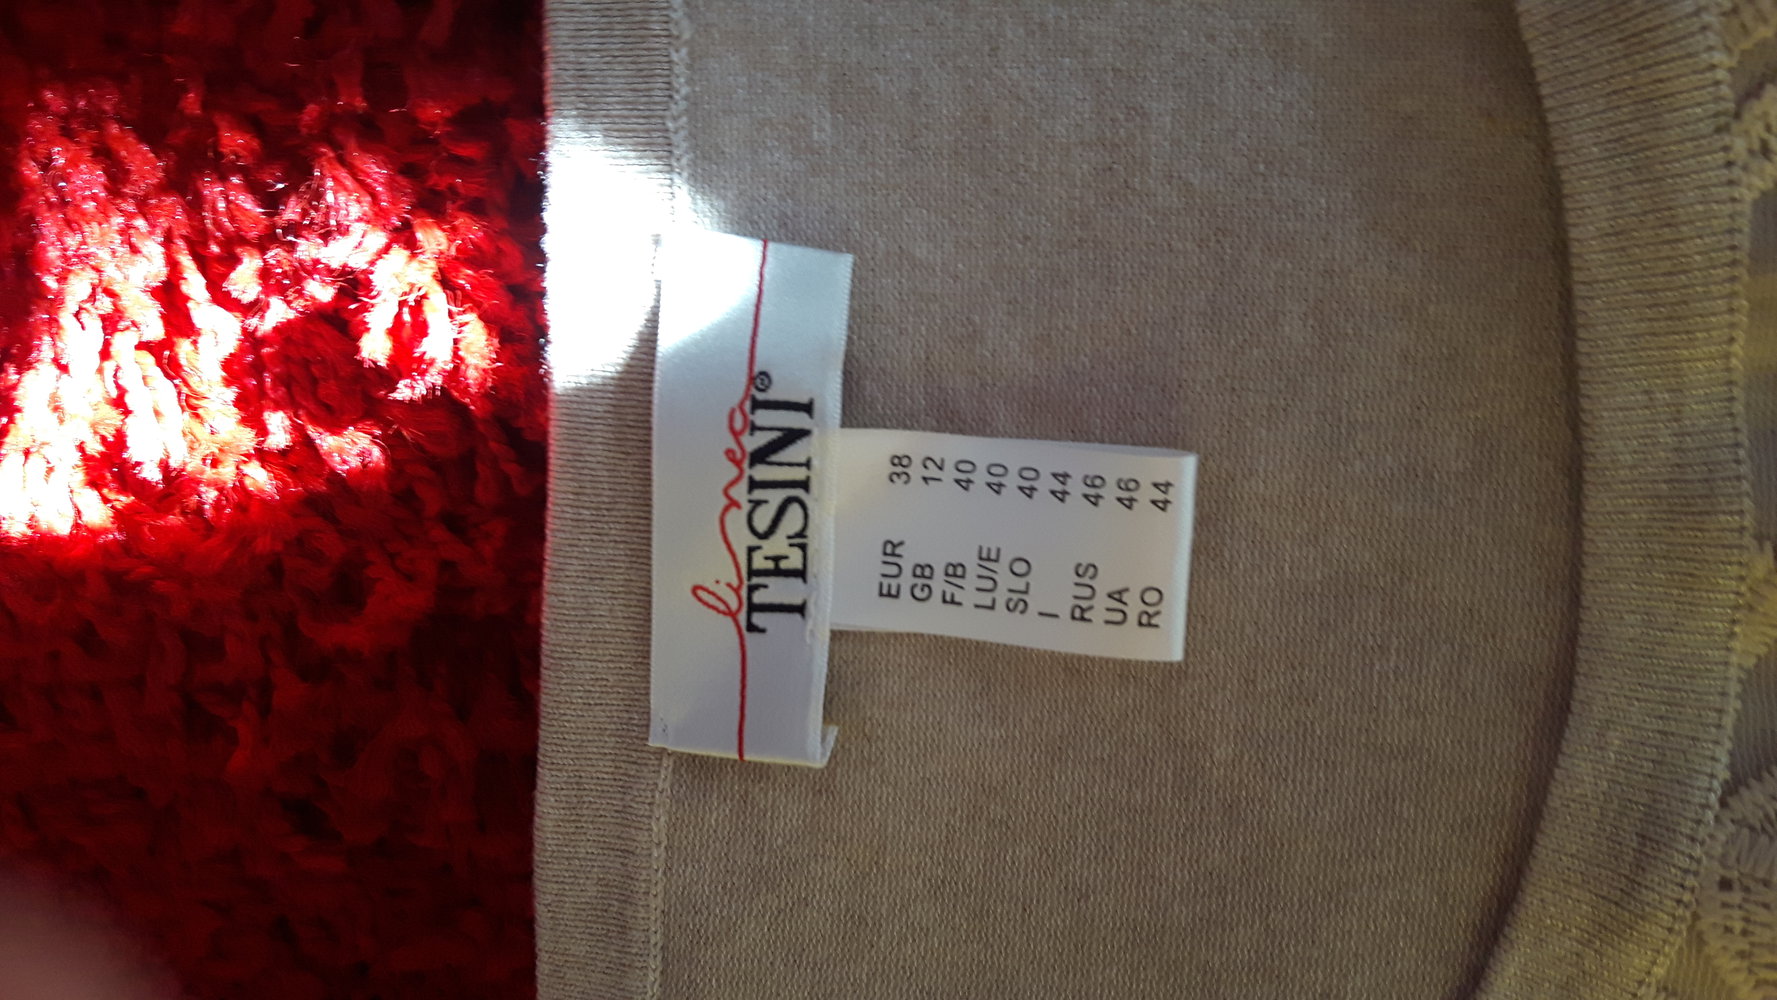 linea
TESINI®
EUR 38
GB 12
F/B 40
LU/E 40
SLO 40
I 44
RUS 46
UA 46
RO 44